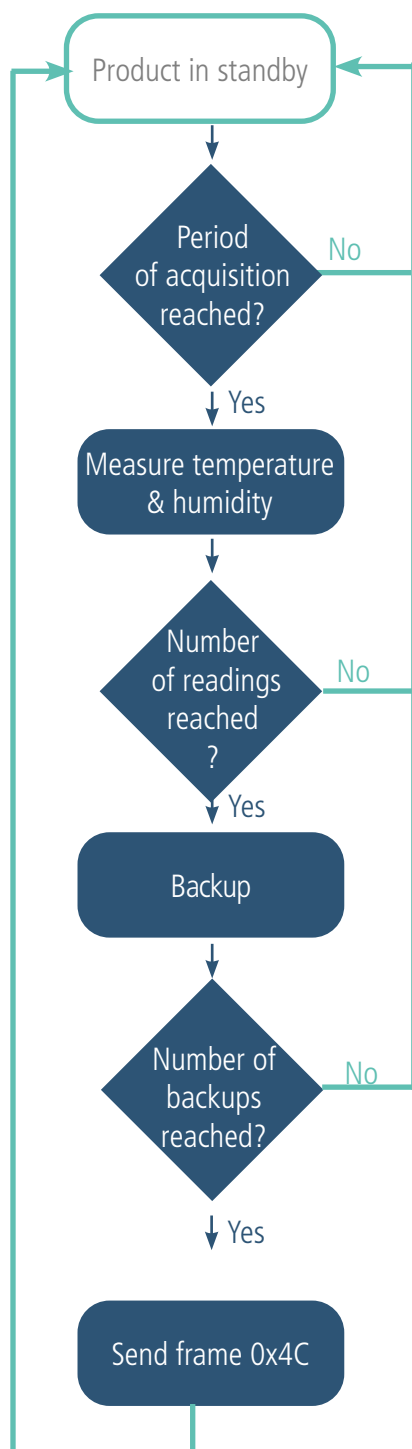 Product in standby
Period
of acquisition
reached?
No
Yes
Measure temperature
& humidity
Number
of readings
reached
?
No
Yes
Backup
Number of
backups
reached?
No
Yes
Send frame 0x4C